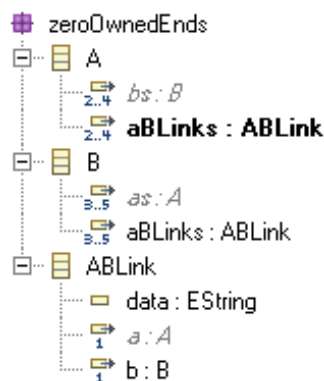 zeroOwnedEnds
A
2..4 bs : B
2..4 aBLinks : ABLink
B
3..5 as : A
3..5 aBLinks : ABLink
ABLink
data : EString
1 a : A
1 b : B